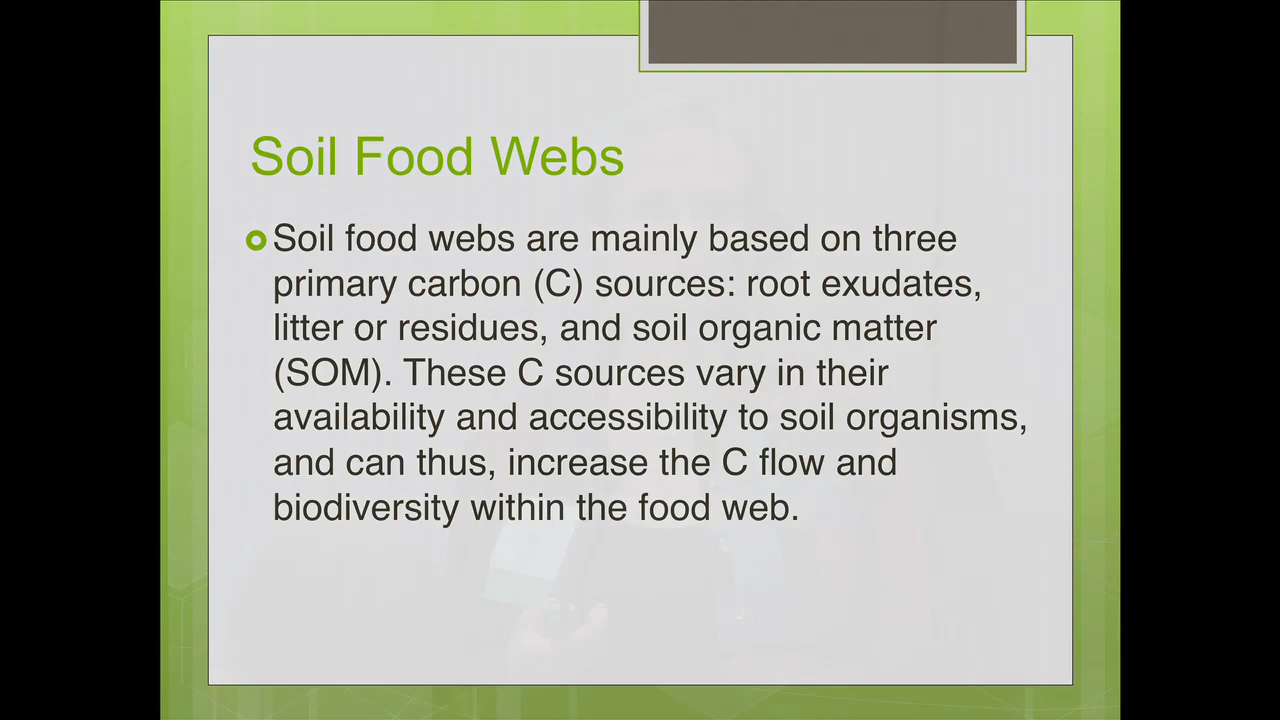 Soil Food Webs
Soil food webs are mainly based on three
primary carbon (C) sources: root exudates,
litter or residues, and soil organic matter
(SOM). These C sources vary in their
availability and accessibility to soil organisms,
and can thus, increase the C flow and
biodiversity within the food web.